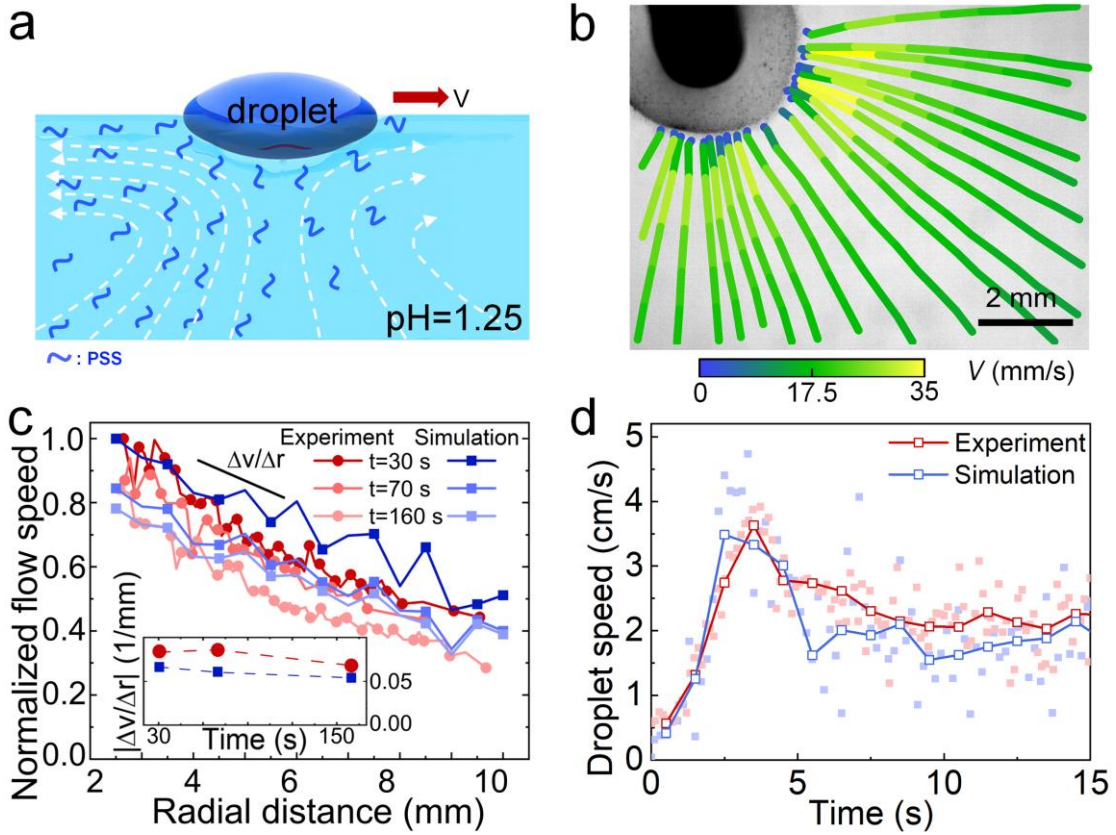 a
droplet
V
pH=1.25
~ : PSS
b
2 mm
0 17.5 35 V (mm/s)
c
Normalized flow speed
1.0
0.8
0.6
0.4
0.2
0.0
Experiment Simulation
t=30 s
t=70 s
t=160 s
Δv/Δr
|Δv/Δr| (1/mm)
0.05
0.00
30 150
Time (s)
2 4 6 8 10
Radial distance (mm)
d
Droplet speed (cm/s)
5
4
3
2
1
0
Experiment
Simulation
0 5 10 15
Time (s)